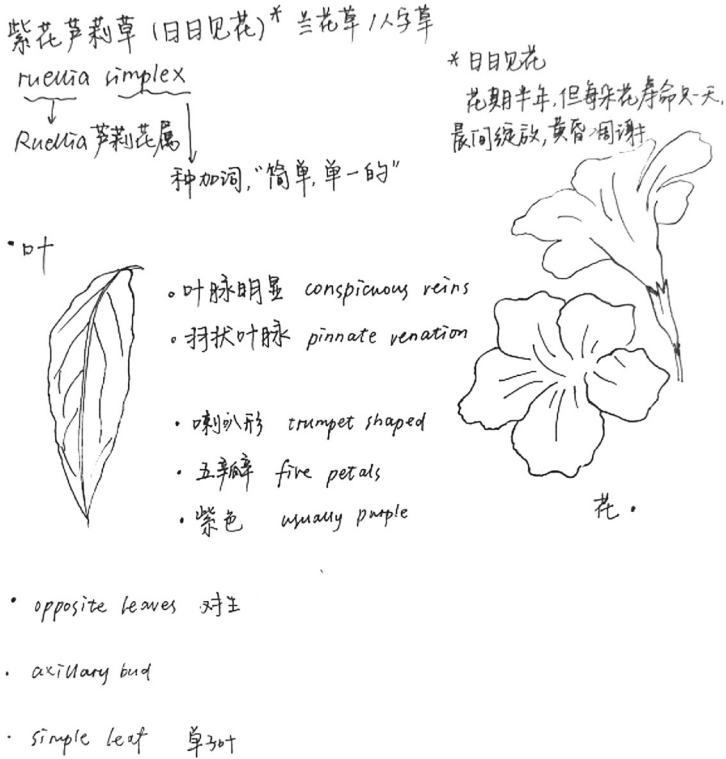 紫花芦莉草 (日日见花)* 兰花草/人字草
ruellia simplex
Ruellia 芦莉花属
种加词,"简单,单一的"
* 日日见花
花期半年,但每朵花寿命只一天,
晨间绽放,黄昏凋谢
• 叶
• 叶脉明显 conspicuous veins
• 羽状叶脉 pinnate venation
• 喇叭形 trumpet shaped
• 五瓣 five petals
• 紫色 usually purple
花 •
• opposite leaves 对生
• axillary bud
• simple leaf 单叶